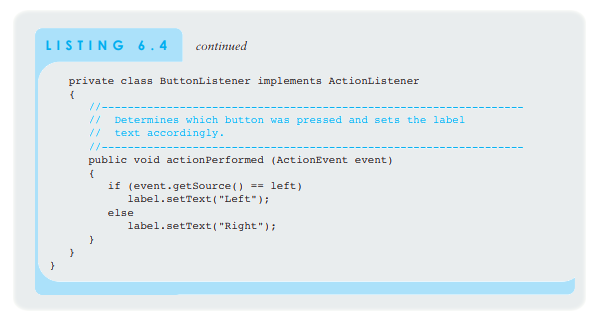 LISTING 6.4 continued
private class ButtonListener implements ActionListener
{
//-----------------------------------------------------------------
// Determines which button was pressed and sets the label
// text accordingly.
//-----------------------------------------------------------------
public void actionPerformed (ActionEvent event)
{
if (event.getSource() == left)
label.setText("Left");
else
label.setText("Right");
}
}
}